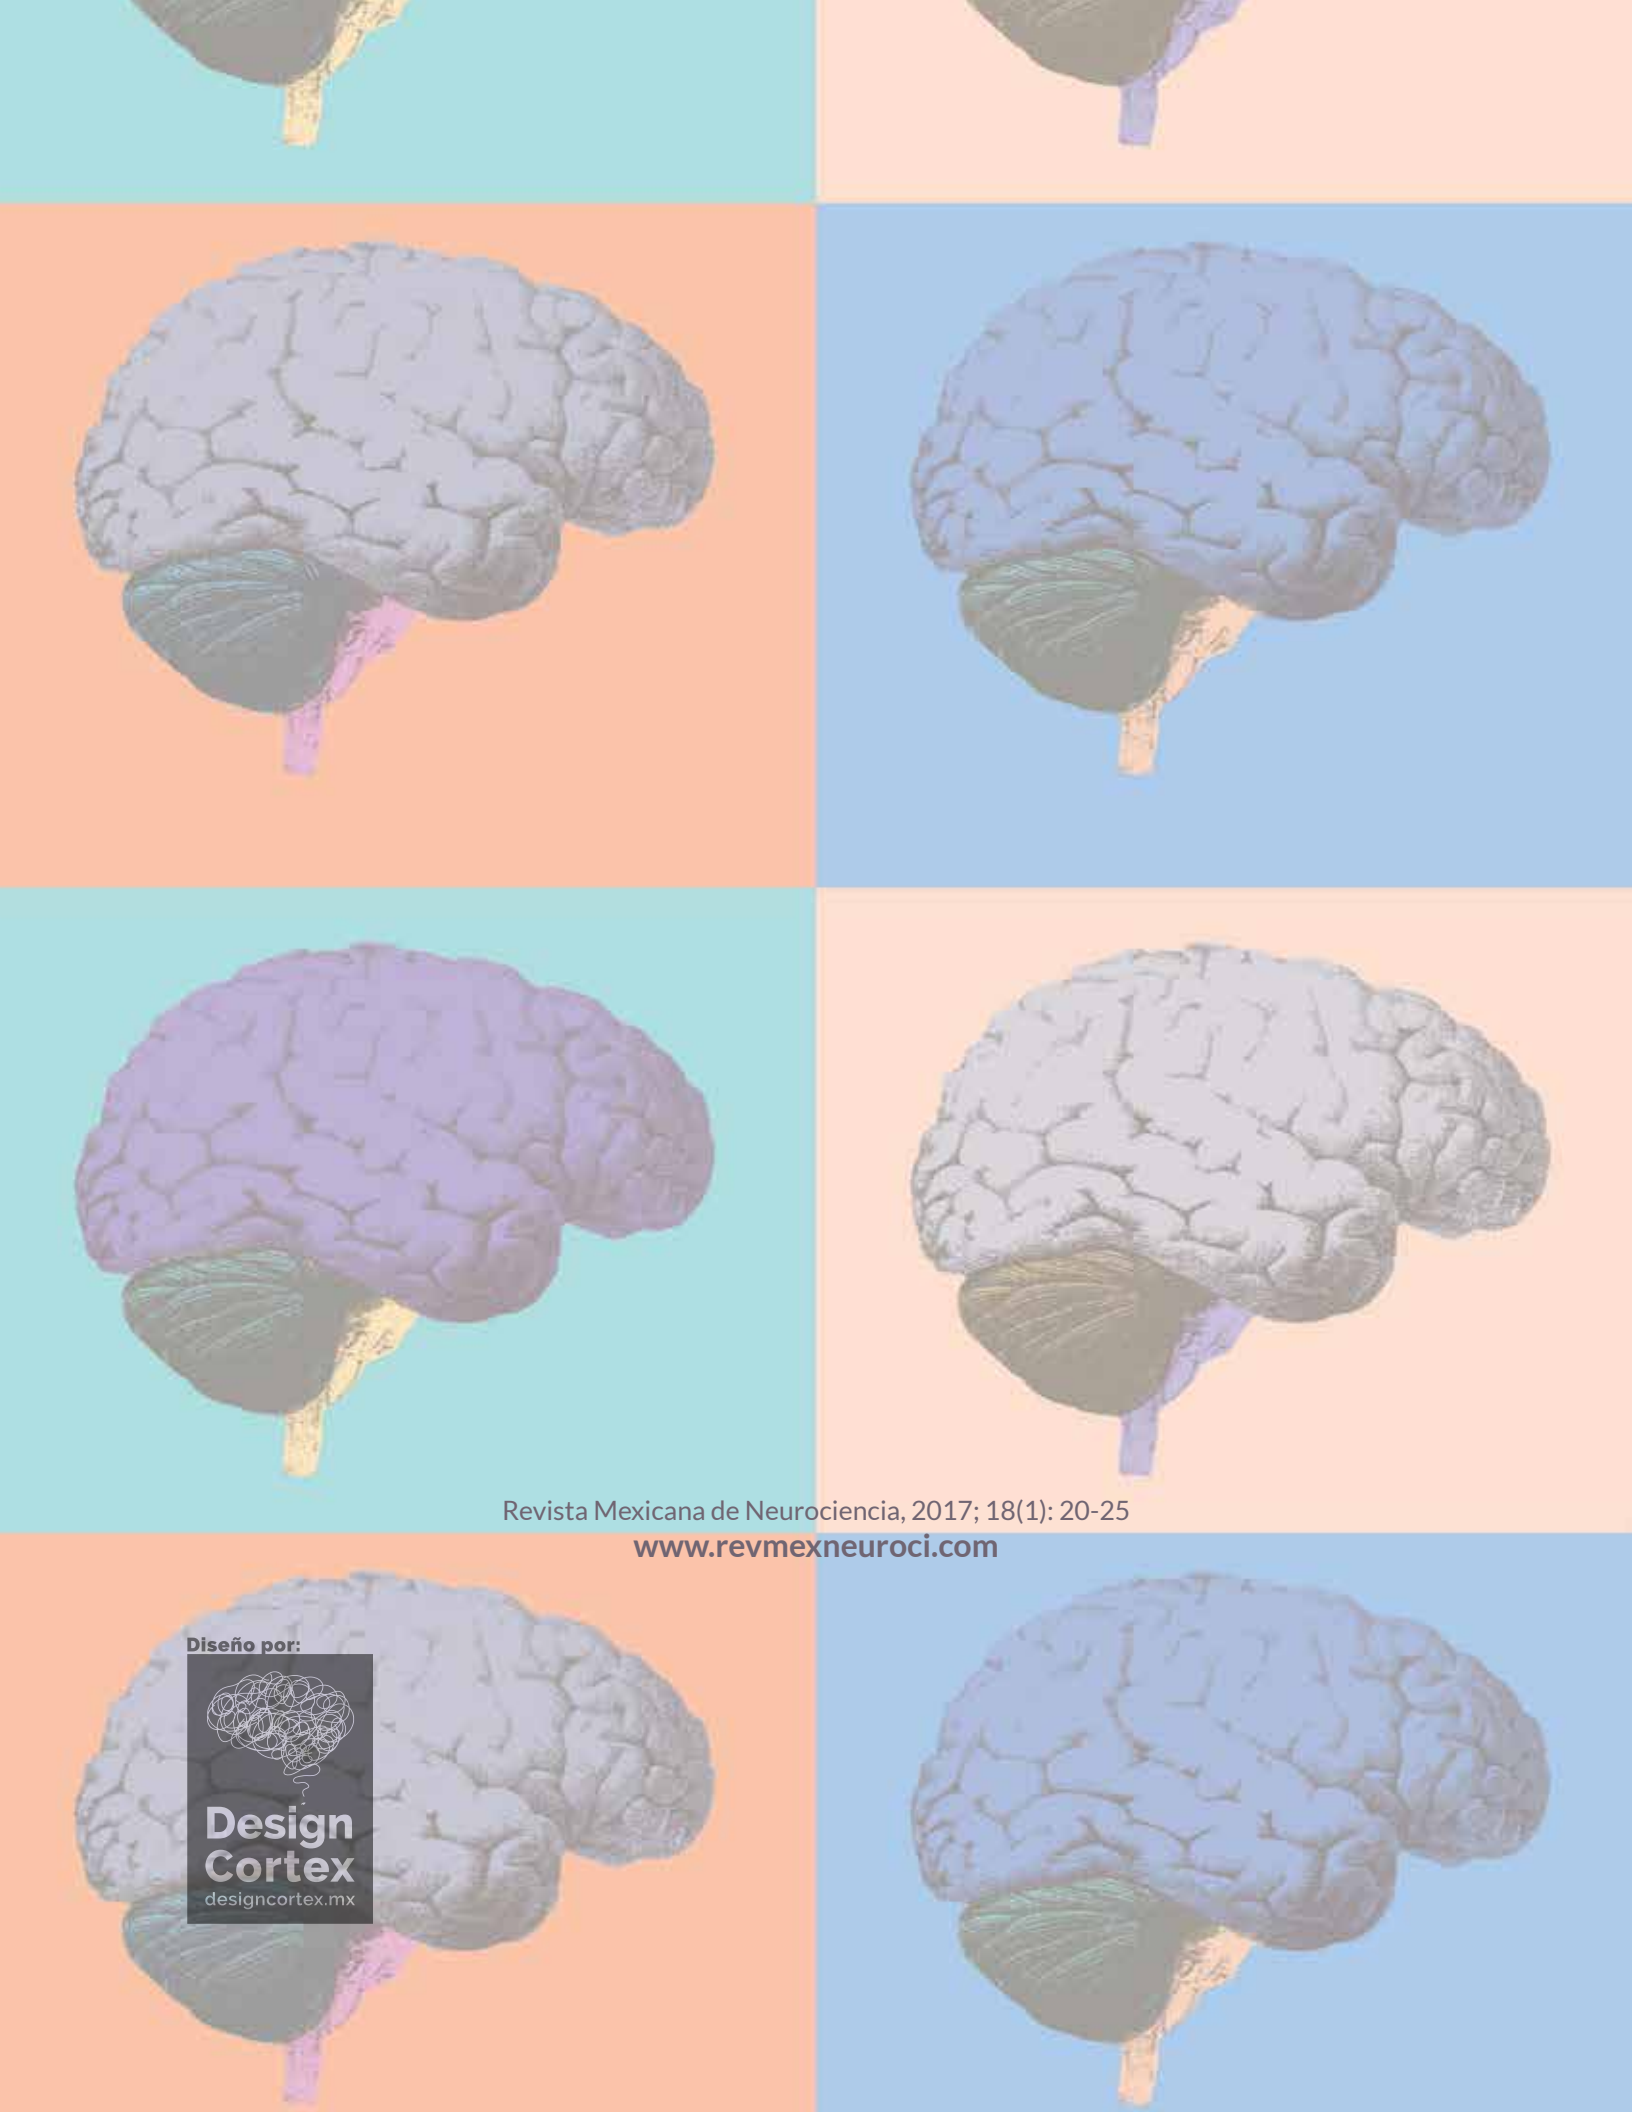 Revista Mexicana de Neurociencia, 2017; 18(1): 20-25
www.revmexneuroci.com
Diseño por:
Design
Cortex
designcortex.mx